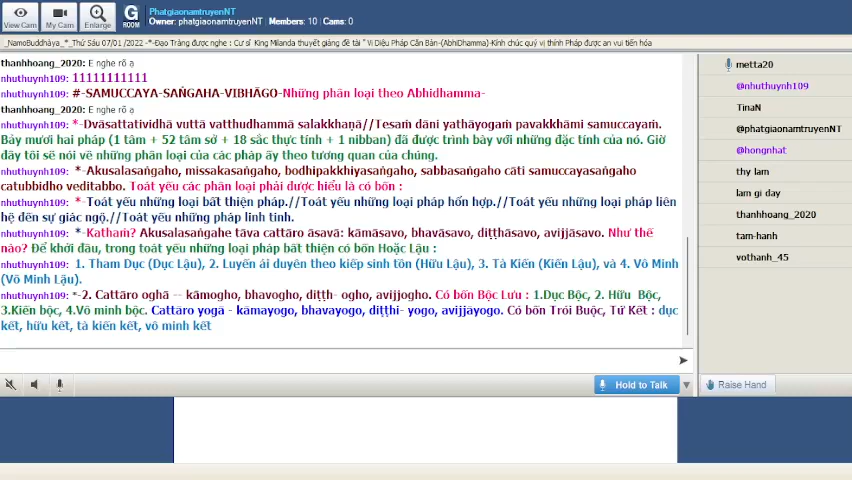 View Cam
My Cam
Enlarge
G
ROOM
PhatgiaonamtruyenNT
Owner: phatgiaonamtruyenNT | Members: 10 | Cams: 0
_NamoBuddhàya_*_Thứ Sáu 07/01 /2022 -*-Đạo Tràng được nghe : Cư sĩ King Milanda thuyết giảng đề tài " Vi Diệu Pháp Căn Bản-(AbhiDhamma)-Kính chúc quý vị thính Pháp được an vui tiến hóa
thanhhoang_2020: E nghe rõ ạ
nhuthuynh109: 11111111111
nhuthuynh109: #-SAMUCCAYA-SAṄGAHA-VIBHĀGO-Những phân loại theo Abhidhamma-
thanhhoang_2020: E nghe rõ ạ
nhuthuynh109: *-Dvāsattatividhā vuttā vatthudhammā salakkhaṇā//Tesaṁ dāni yathāyogaṁ pavakkhāmi samuccayaṁ.
Bảy mươi hai pháp (1 tâm + 52 tâm sở + 18 sắc thực tính + 1 nibban) đã được trình bày với những đặc tính của nó. Giờ
đây tôi sẽ nói về những phân loại của các pháp ấy theo tương quan của chúng.
nhuthuynh109: *-Akusalasaṅgaho, missakasaṅgaho, bodhipakkhiyasaṅgaho, sabbasaṅgaho cāti samuccayasaṅgaho
catubbidho veditabbo. Toát yếu các phân loại phải được hiểu là có bốn :
nhuthuynh109: *-Toát yếu những loại bất thiện pháp.//Toát yếu những loại pháp hổn hợp.//Toát yếu những loại pháp liên
hệ đến sự giác ngộ.//Toát yếu những pháp linh tinh.
nhuthuynh109: *-Kathaṁ? Akusalasaṅgahe tāva cattāro āsavā: kāmāsavo, bhavāsavo, diṭṭhāsavo, avijjāsavo. Như thế
nào? Để khởi đầu, trong toát yếu những loại pháp bất thiện có bốn Hoặc Lậu :
nhuthuynh109: 1. Tham Dục (Dục Lậu), 2. Luyến ái duyên theo kiếp sinh tồn (Hữu Lậu), 3. Tà Kiến (Kiến Lậu), và 4. Vô Minh
(Vô Minh Lậu).
nhuthuynh109: *-2. Cattāro oghā -- kāmogho, bhavogho, diṭṭh- ogho, avijjogho. Có bốn Bộc Lưu : 1.Dục Bộc, 2. Hữu Bộc,
3.Kiến bộc, 4.Vô minh bộc. Cattāro yogā - kāmayogo, bhavayogo, diṭṭhi- yogo, avijjāyogo. Có bốn Trói Buộc, Tứ Kết : dục
kết, hữu kết, tà kiến kết, vô minh kết
metta20
@nhuthuynh109
TinaN
@phatgiaonamtruyenNT
@hongnhat
thy lam
lam gi day
thanhhoang_2020
tam-hanh
vothanh_45
Hold to Talk
Raise Hand